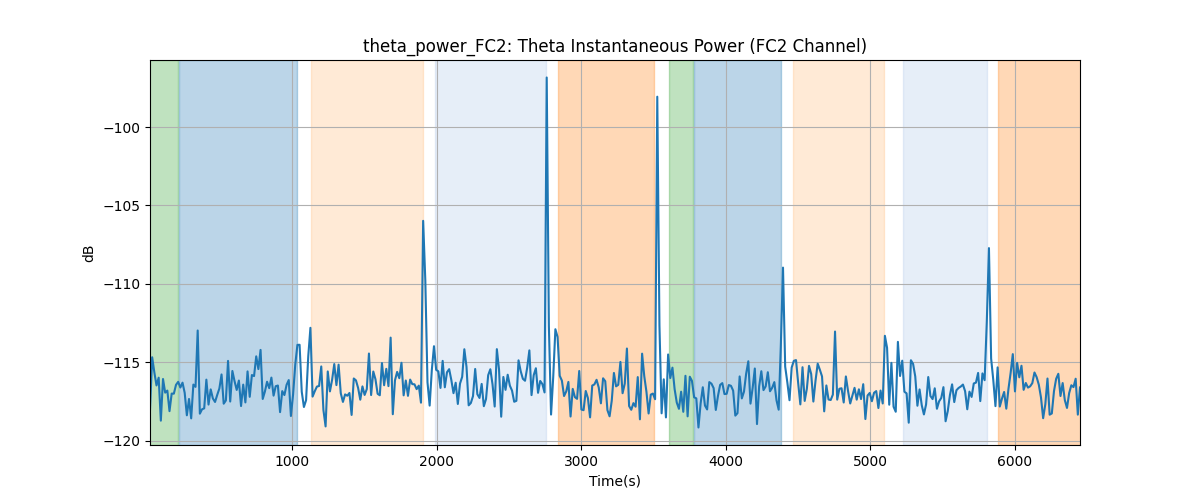 theta_power_FC2: Theta Instantaneous Power (FC2 Channel)
dB
−100
−105
−110
−115
−120
1000 2000 3000 4000 5000 6000
Time(s)